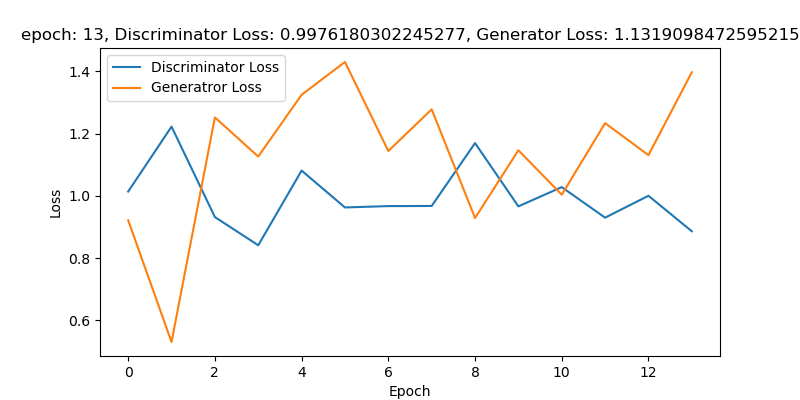 epoch: 13, Discriminator Loss: 0.9976180302245277, Generator Loss: 1.1319098472595215
Discriminator Loss
Generatror Loss
1.4
1.2
1.0
0.8
0.6
Loss
0 2 4 6 8 10 12
Epoch